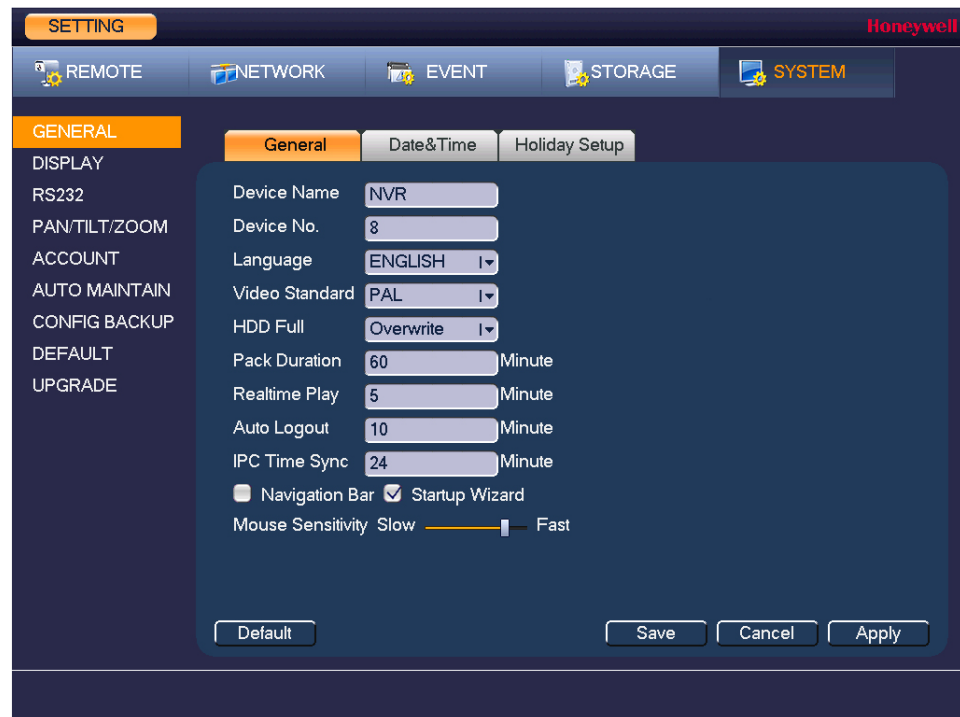 SETTING
Honeywell
REMOTE NETWORK EVENT STORAGE SYSTEM
GENERAL
DISPLAY
RS232
PAN/TILT/ZOOM
ACCOUNT
AUTO MAINTAIN
CONFIG BACKUP
DEFAULT
UPGRADE
General Date&Time Holiday Setup
Device Name NVR
Device No. 8
Language ENGLISH
Video Standard PAL
HDD Full Overwrite
Pack Duration 60 Minute
Realtime Play 5 Minute
Auto Logout 10 Minute
IPC Time Sync 24 Minute
Navigation Bar Startup Wizard
Mouse Sensitivity Slow Fast
Default Save Cancel Apply